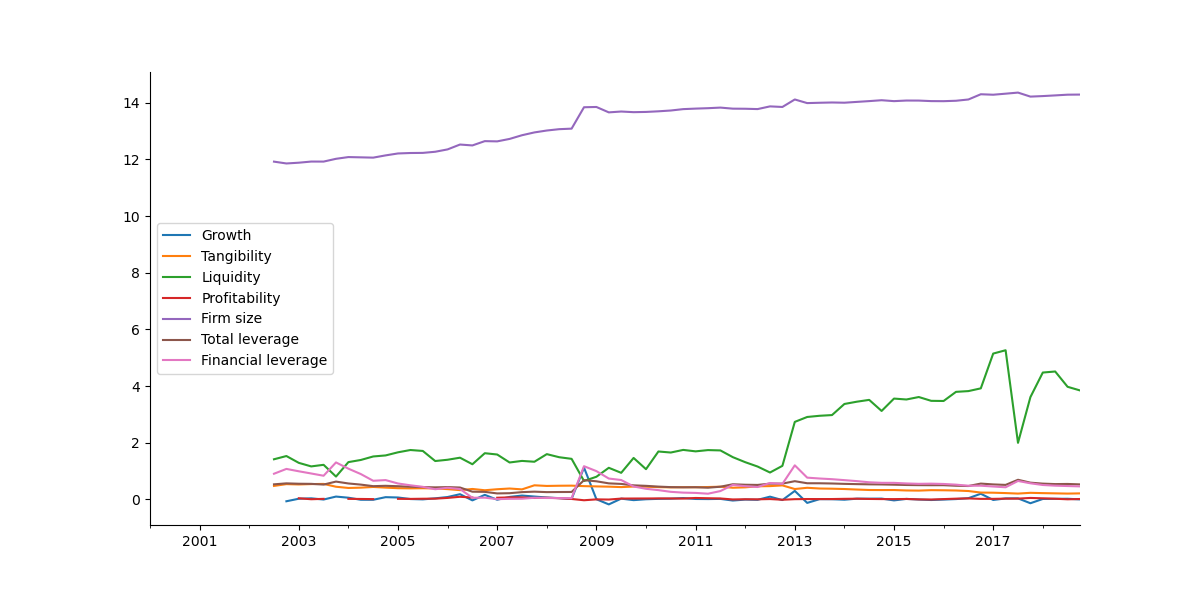 14
12
10
8
6
4
2
0
Growth
Tangibility
Liquidity
Profitability
Firm size
Total leverage
Financial leverage
2001 2003 2005 2007 2009 2011 2013 2015 2017